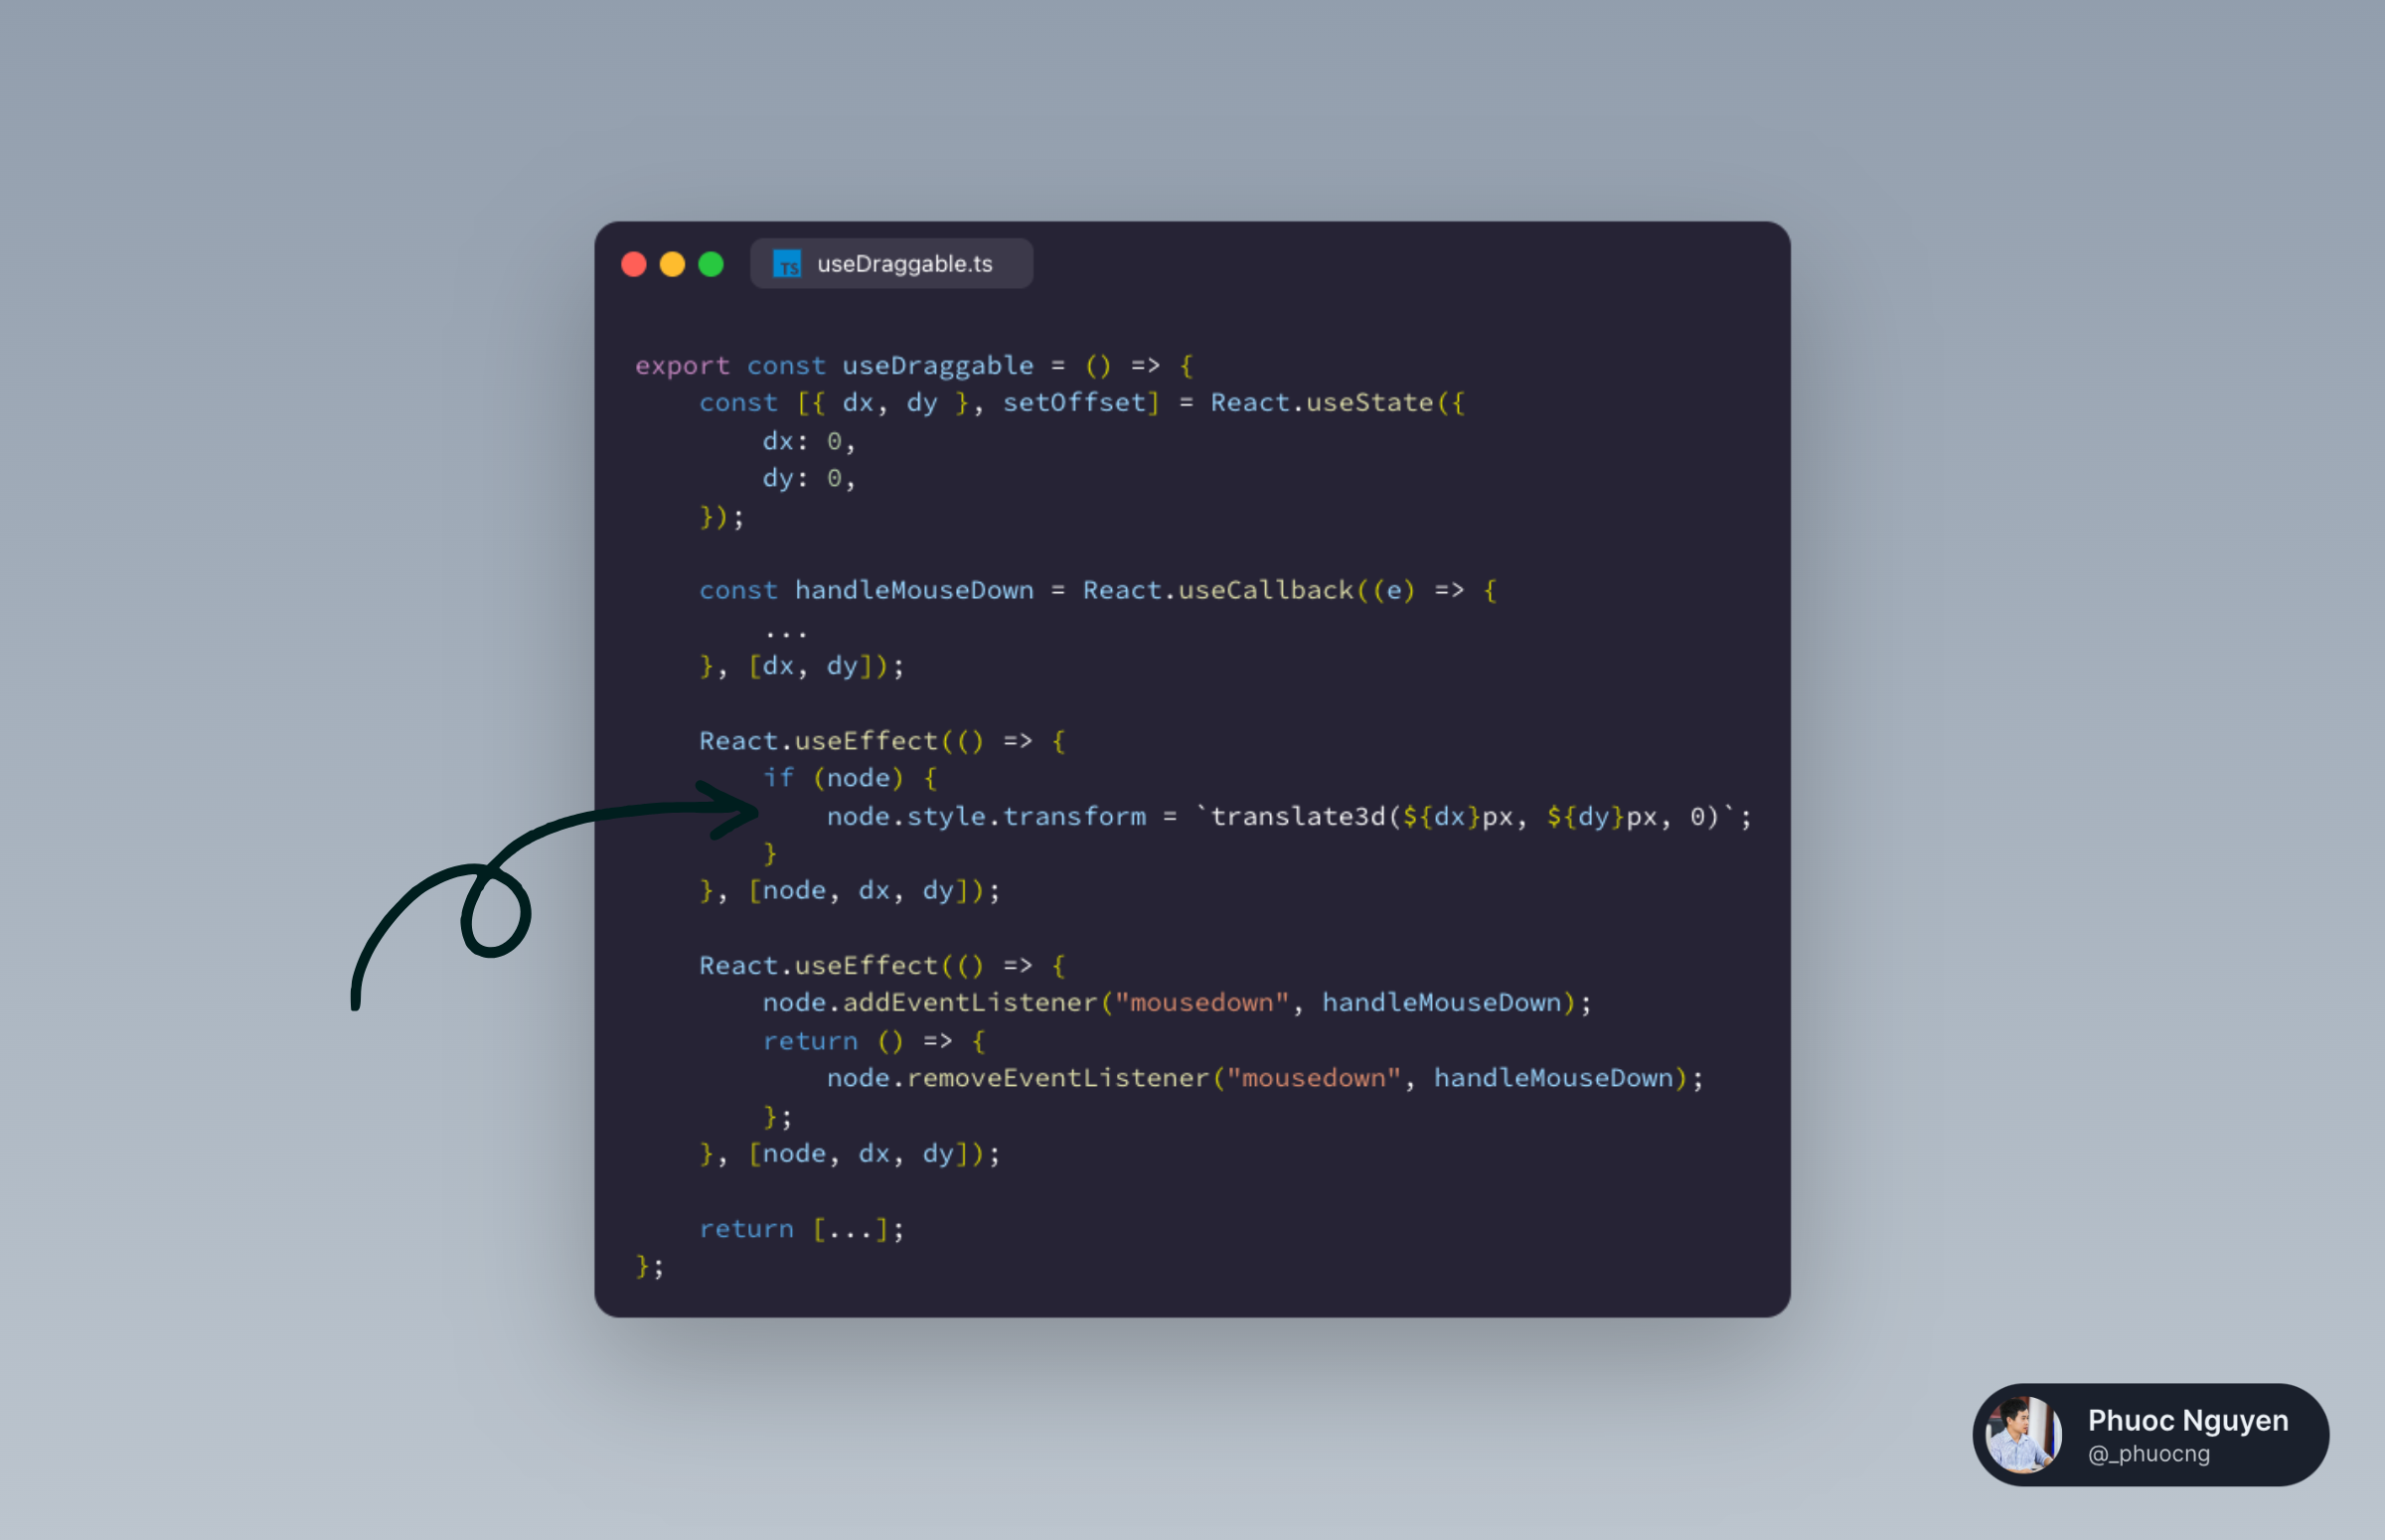 TS useDraggable.ts
export const useDraggable = () => {
    const [{ dx, dy }, setOffset] = React.useState({
        dx: 0,
        dy: 0,
    });
    const handleMouseDown = React.useCallback((e) => {
        ...
    }, [dx, dy]);
    React.useEffect(() => {
        if (node) {
            node.style.transform = `translate3d(${dx}px, ${dy}px, 0)`;
        }
    }, [node, dx, dy]);
    React.useEffect(() => {
        node.addEventListener("mousedown", handleMouseDown);
        return () => {
            node.removeEventListener("mousedown", handleMouseDown);
        };
    }, [node, dx, dy]);
    return [...];
};
Phuoc Nguyen
@_phuocng